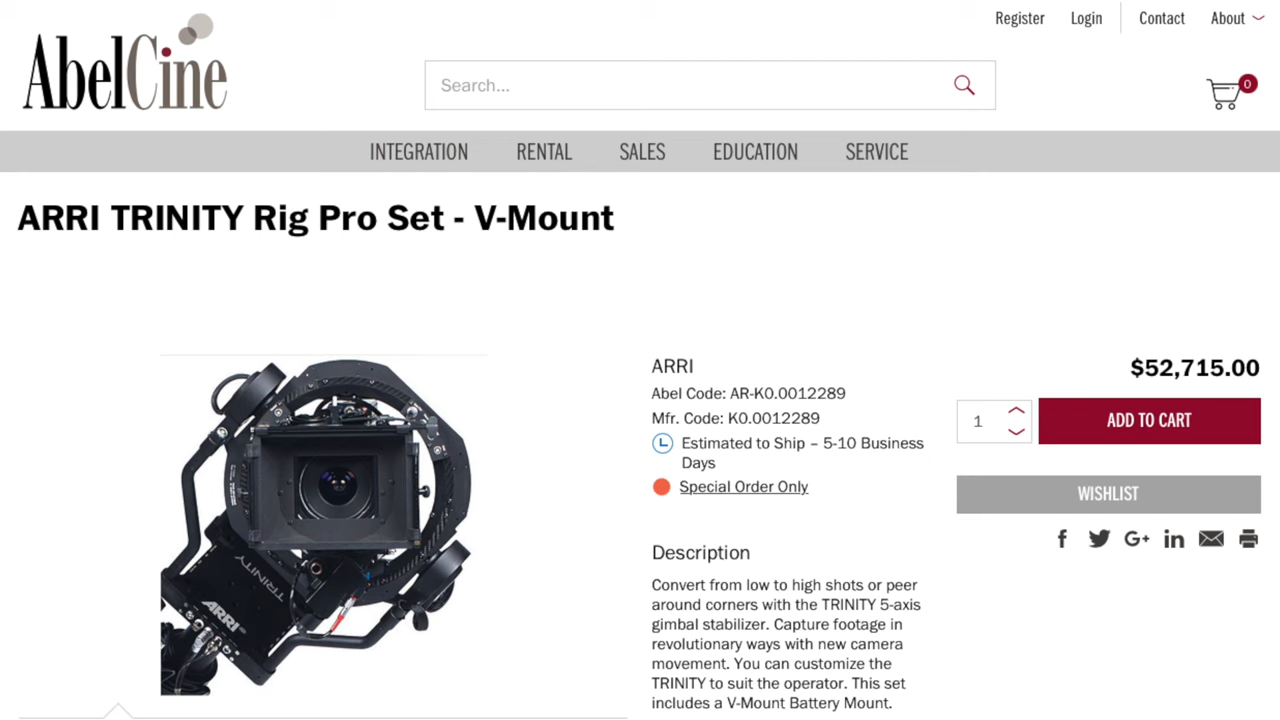 Register Login Contact About
AbelCine
Search...
0
INTEGRATION RENTAL SALES EDUCATION SERVICE
ARRI TRINITY Rig Pro Set - V-Mount
ARRI
Abel Code: AR-K0.0012289
Mfr. Code: K0.0012289
Estimated to Ship – 5-10 Business
Days
Special Order Only
$52,715.00
1
ADD TO CART
WISHLIST
f G+ in
Description
Convert from low to high shots or peer
around corners with the TRINITY 5-axis
gimbal stabilizer. Capture footage in
revolutionary ways with new camera
movement. You can customize the
TRINITY to suit the operator. This set
includes a V-Mount Battery Mount.
TRINITY
ARRI